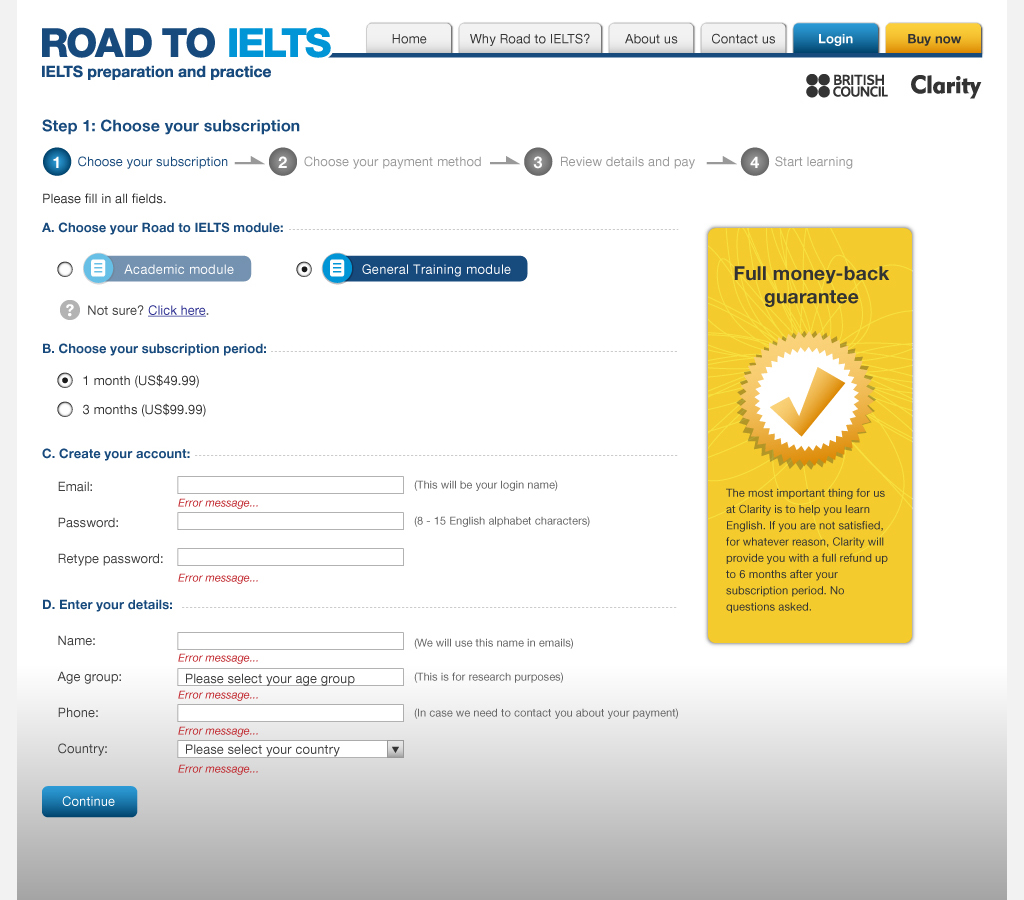 ROAD TO IELTS
IELTS preparation and practice
Home
Why Road to IELTS?
About us
Contact us
Login
Buy now
BRITISH
COUNCIL
Clarity
Step 1: Choose your subscription
1 Choose your subscription
2 Choose your payment method
3 Review details and pay
4 Start learning
Please fill in all fields.
A. Choose your Road to IELTS module:
Academic module
General Training module
? Not sure? Click here.
B. Choose your subscription period:
1 month (US$49.99)
3 months (US$99.99)
C. Create your account:
Email: (This will be your login name)
Error message...
Password: (8 - 15 English alphabet characters)
Retype password:
Error message...
D. Enter your details:
Name: (We will use this name in emails)
Error message...
Age group: Please select your age group (This is for research purposes)
Error message...
Phone: (In case we need to contact you about your payment)
Error message...
Country: Please select your country
Error message...
Continue
Full money-back
guarantee
The most important thing for us
at Clarity is to help you learn
English. If you are not satisfied,
for whatever reason, Clarity will
provide you with a full refund up
to 6 months after your
subscription period. No
questions asked.